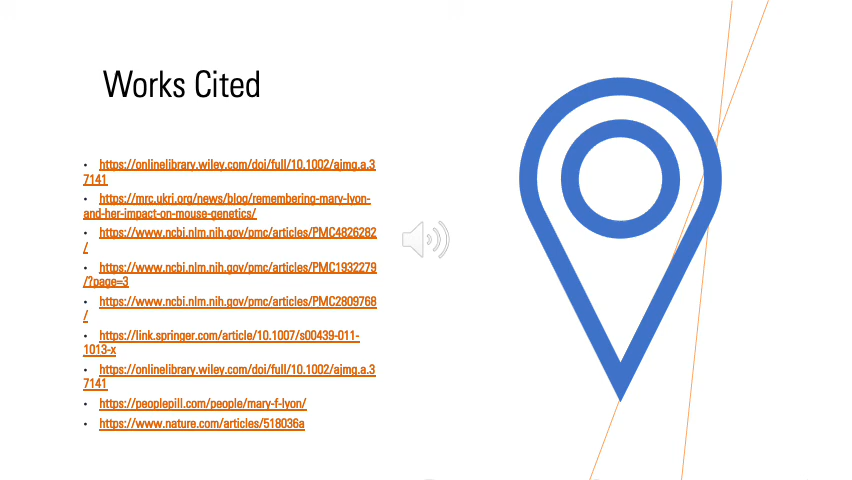 Works Cited
• https://onlinelibrary.wiley.com/doi/full/10.1002/ajmg.a.3
7141
• https://mrc.ukri.org/news/blog/remembering-mary-lyon-
and-her-impact-on-mouse-genetics/
• https://www.ncbi.nlm.nih.gov/pmc/articles/PMC4826282
/
• https://www.ncbi.nlm.nih.gov/pmc/articles/PMC1932279
/?page=3
• https://www.ncbi.nlm.nih.gov/pmc/articles/PMC2809768
/
• https://link.springer.com/article/10.1007/s00439-011-
1013-x
• https://onlinelibrary.wiley.com/doi/full/10.1002/ajmg.a.3
7141
• https://peoplepill.com/people/mary-f-lyon/
• https://www.nature.com/articles/518036a